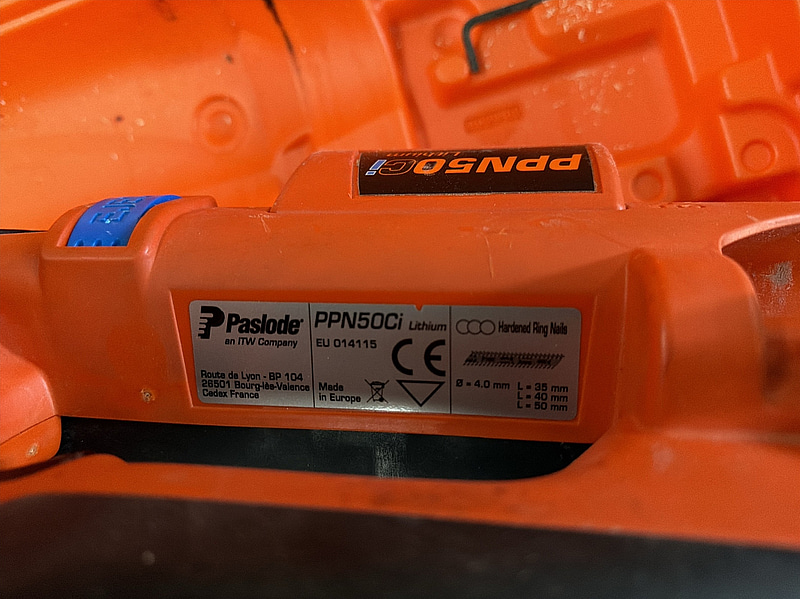 PPN50Ci
Lithium
Paslode®
an ITW Company
Route de Lyon - BP 104
26501 Bourg-lès-Valence
Cedex France
PPN50Ci Lithium
EU 014115
CE
Made
in Europe
Hardened Ring Nails
Ø = 4.0 mm
L = 35 mm
L = 40 mm
L = 50 mm